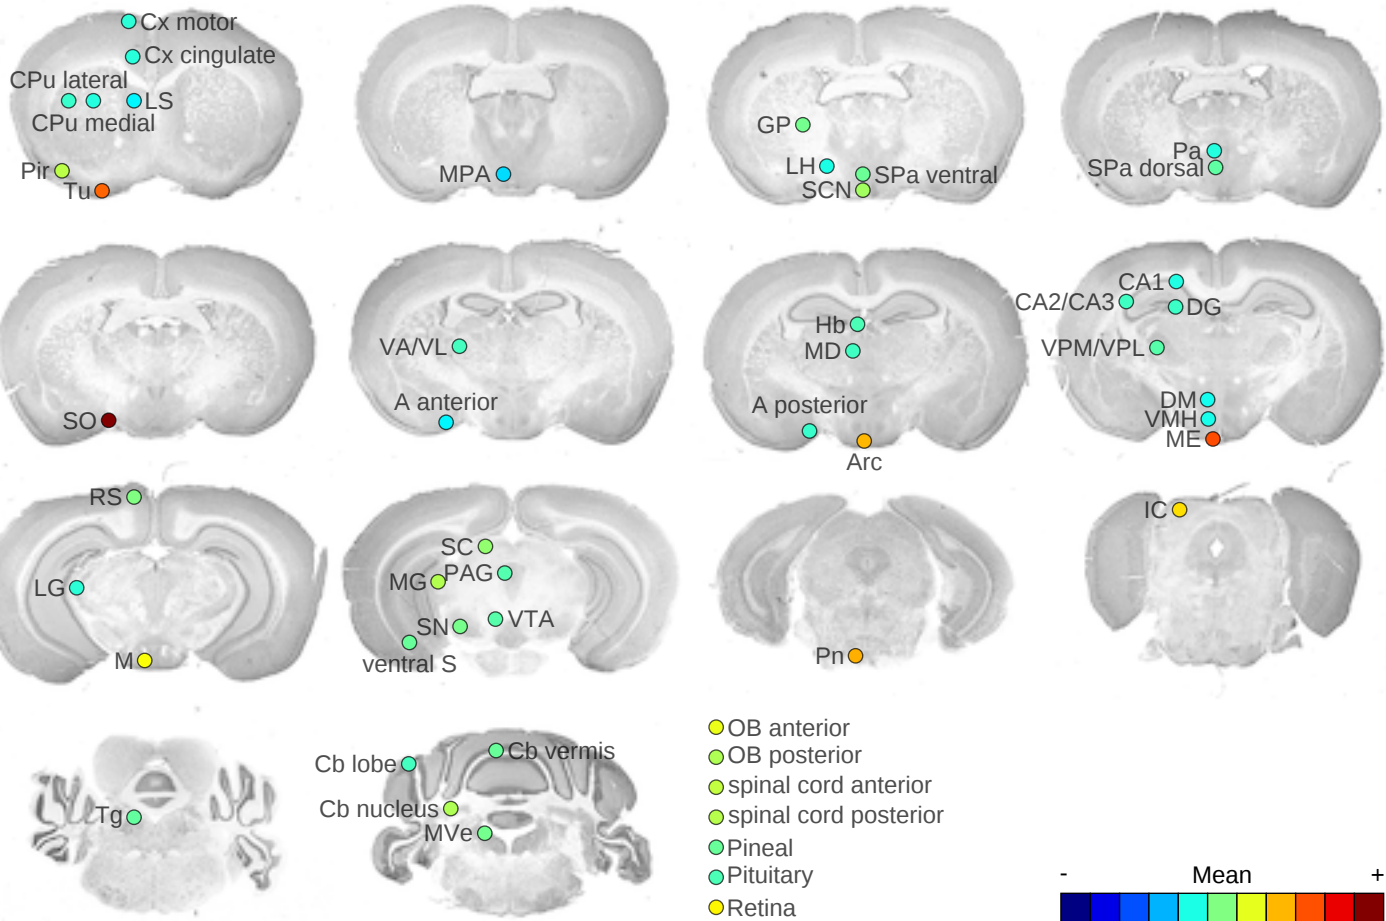 Cx motor
Cx cingulate
CPu lateral
LS
CPu medial
Pir
Tu
MPA
GP
LH
SPa ventral
SCN
Pa
SPa dorsal
SO
VA/VL
A anterior
Hb
MD
A posterior
Arc
CA1
CA2/CA3
DG
VPM/VPL
DM
VMH
ME
RS
LG
M
SC
MG
PAG
SN
VTA
ventral S
Pn
IC
Tg
Cb lobe
Cb vermis
Cb nucleus
MVe
OB anterior
OB posterior
spinal cord anterior
spinal cord posterior
Pineal
Pituitary
Retina
- Mean +